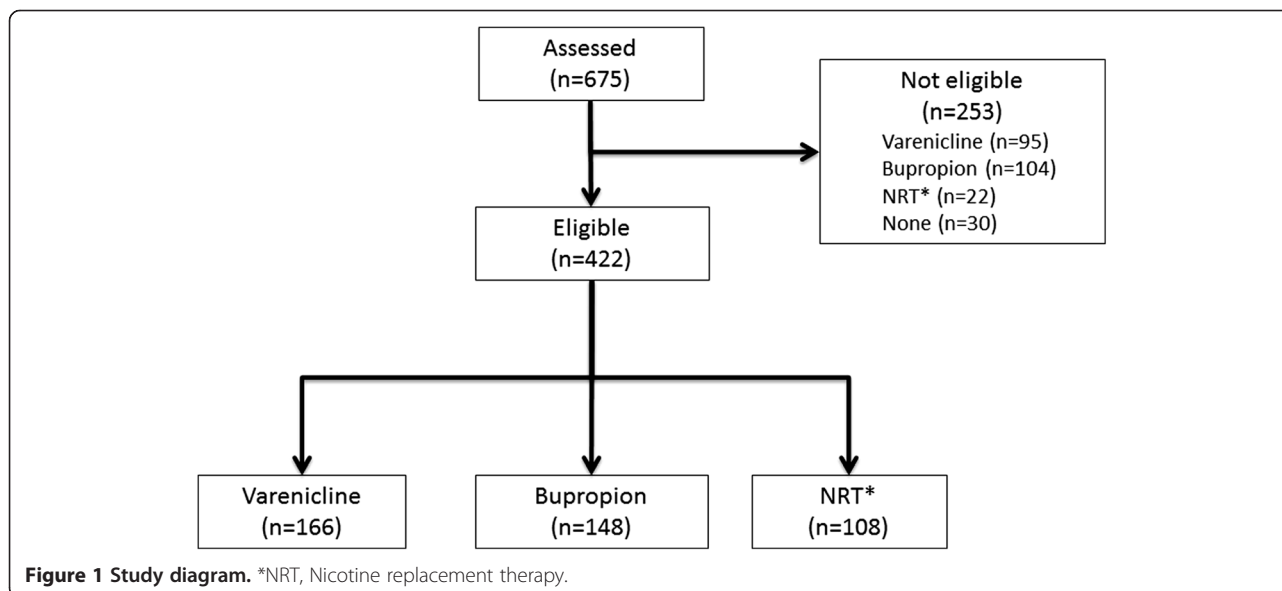 Assessed
(n=675)
Not eligible
(n=253)
Varenicline (n=95)
Bupropion (n=104)
NRT* (n=22)
None (n=30)
Eligible
(n=422)
Varenicline
(n=166)
Bupropion
(n=148)
NRT*
(n=108)
Figure 1 Study diagram. *NRT, Nicotine replacement therapy.